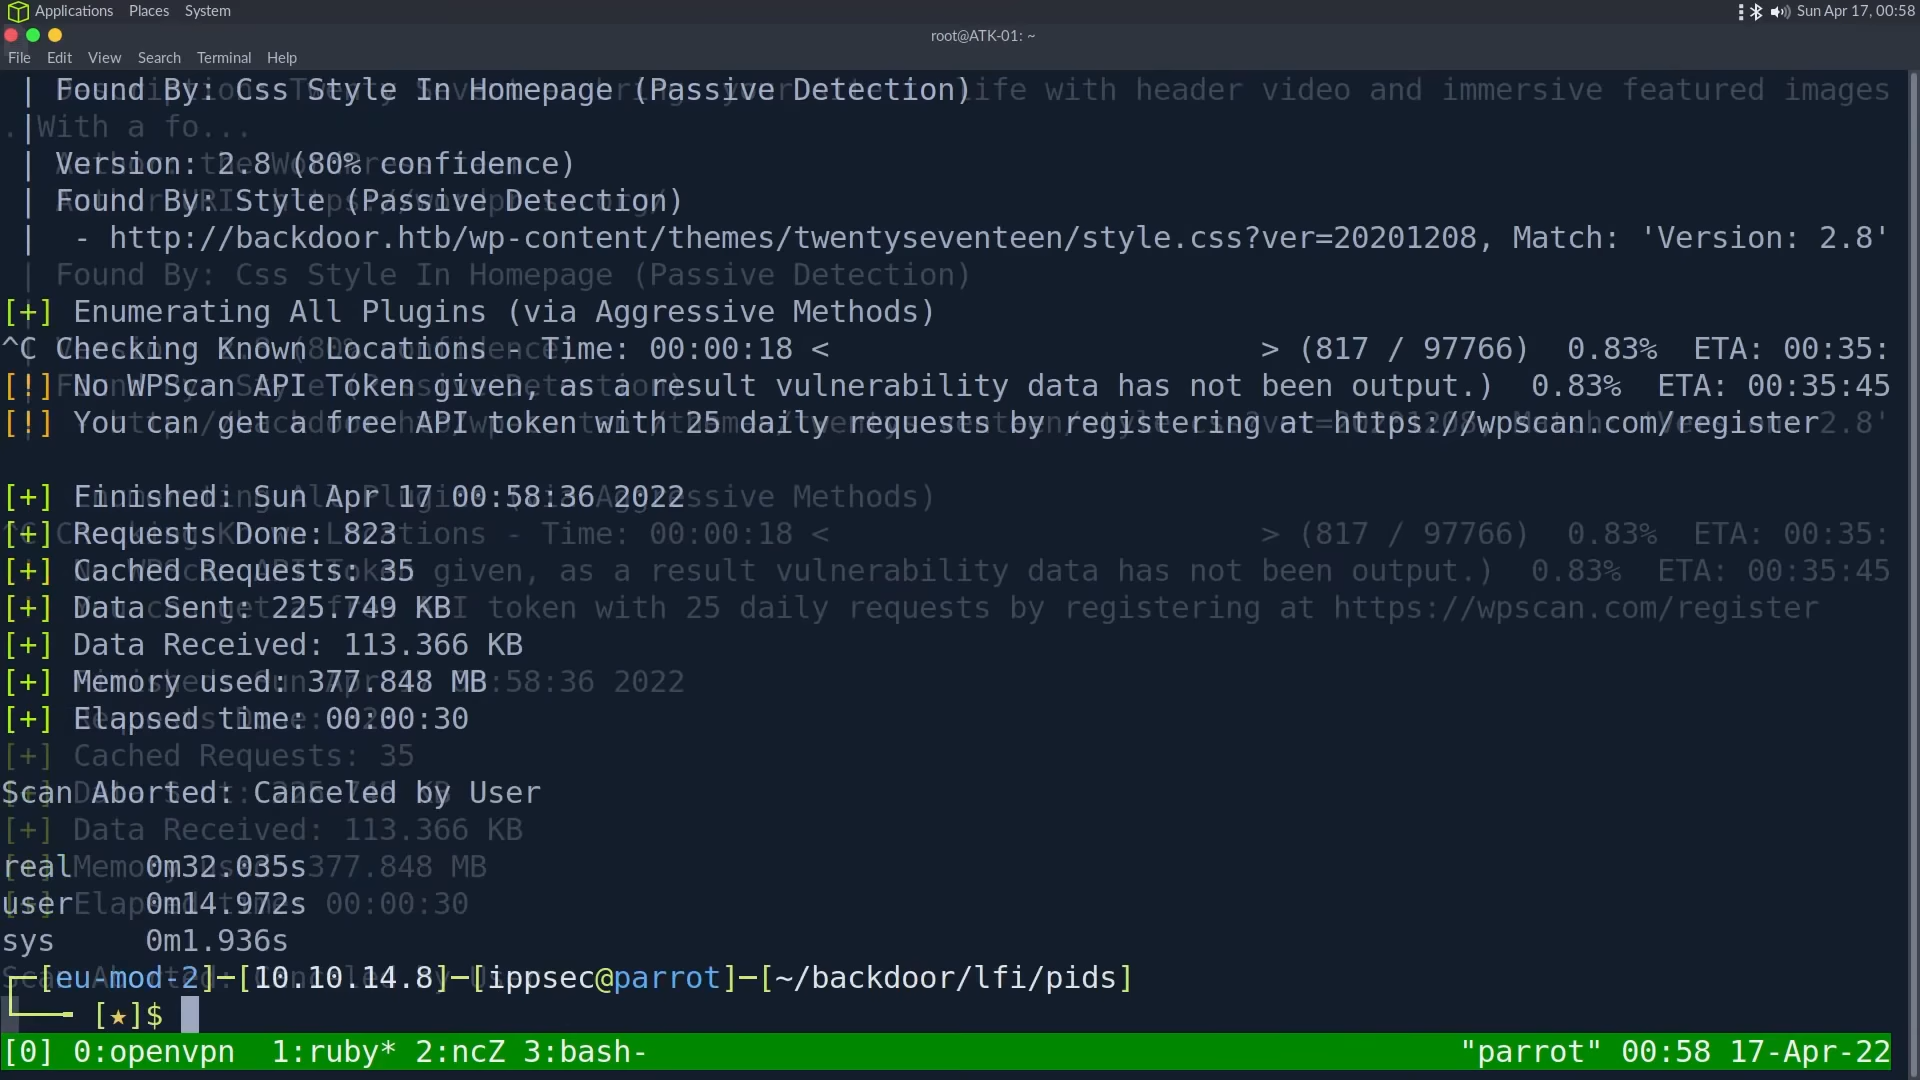 Applications Places System
Sun Apr 17, 00:58
root@ATK-01: ~
File Edit View Search Terminal Help
| Found By: Css Style In Homepage (Passive Detection)
|
| Version: 2.8 (80% confidence)
| Found By: Style (Passive Detection)
|  - http://backdoor.htb/wp-content/themes/twentyseventeen/style.css?ver=20201208, Match: 'Version: 2.8'
[+] Enumerating All Plugins (via Aggressive Methods)
^C Checking Known Locations - Time: 00:00:18 <                        > (817 / 97766)  0.83%  ETA: 00:35:
[!] No WPScan API Token given, as a result vulnerability data has not been output.)  0.83%  ETA: 00:35:45
[!] You can get a free API token with 25 daily requests by registering at https://wpscan.com/register
[+] Finished: Sun Apr 17 00:58:36 2022
[+] Requests Done: 823
[+] Cached Requests: 35
[+] Data Sent: 225.749 KB
[+] Data Received: 113.366 KB
[+] Memory used: 377.848 MB
[+] Elapsed time: 00:00:30
Scan Aborted: Canceled by User
real    0m32.035s
user    0m14.972s
sys     0m1.936s
┌─[eu-mod-2]─[10.10.14.8]─[ippsec@parrot]─[~/backdoor/lfi/pids]
└──╼ [★]$
[0] 0:openvpn  1:ruby* 2:ncZ 3:bash-                "parrot" 00:58 17-Apr-22